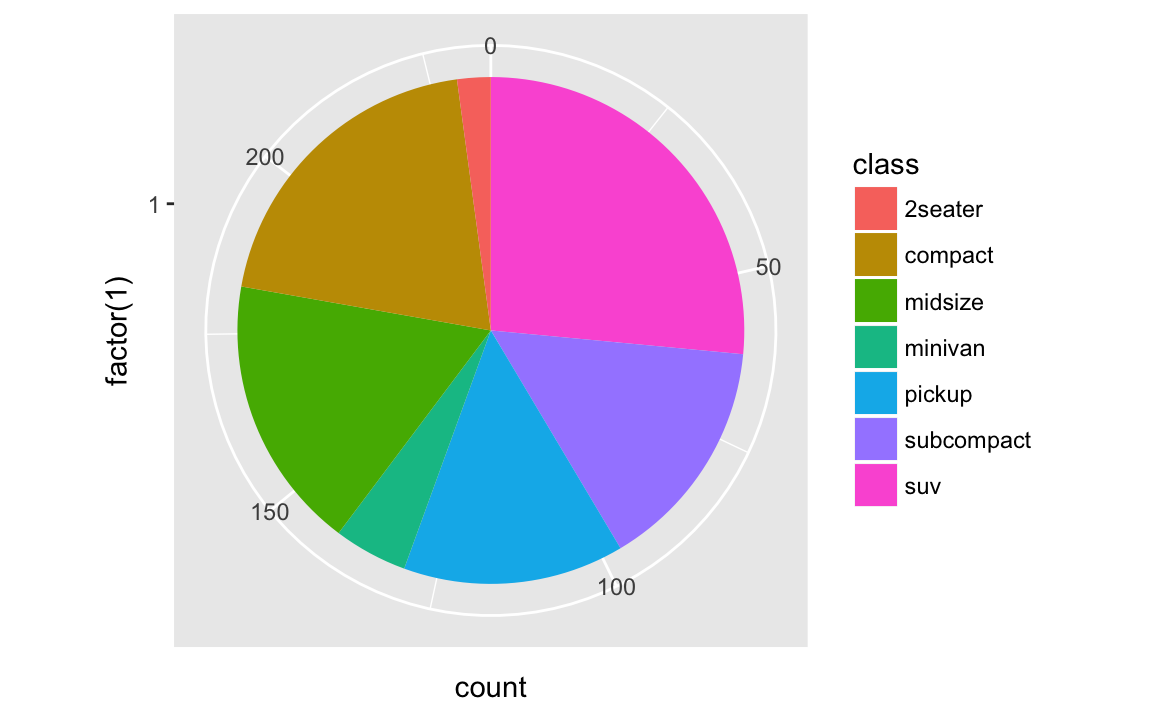 0
50
100
150
200
1
factor(1)
count
class
2seater
compact
midsize
minivan
pickup
subcompact
suv